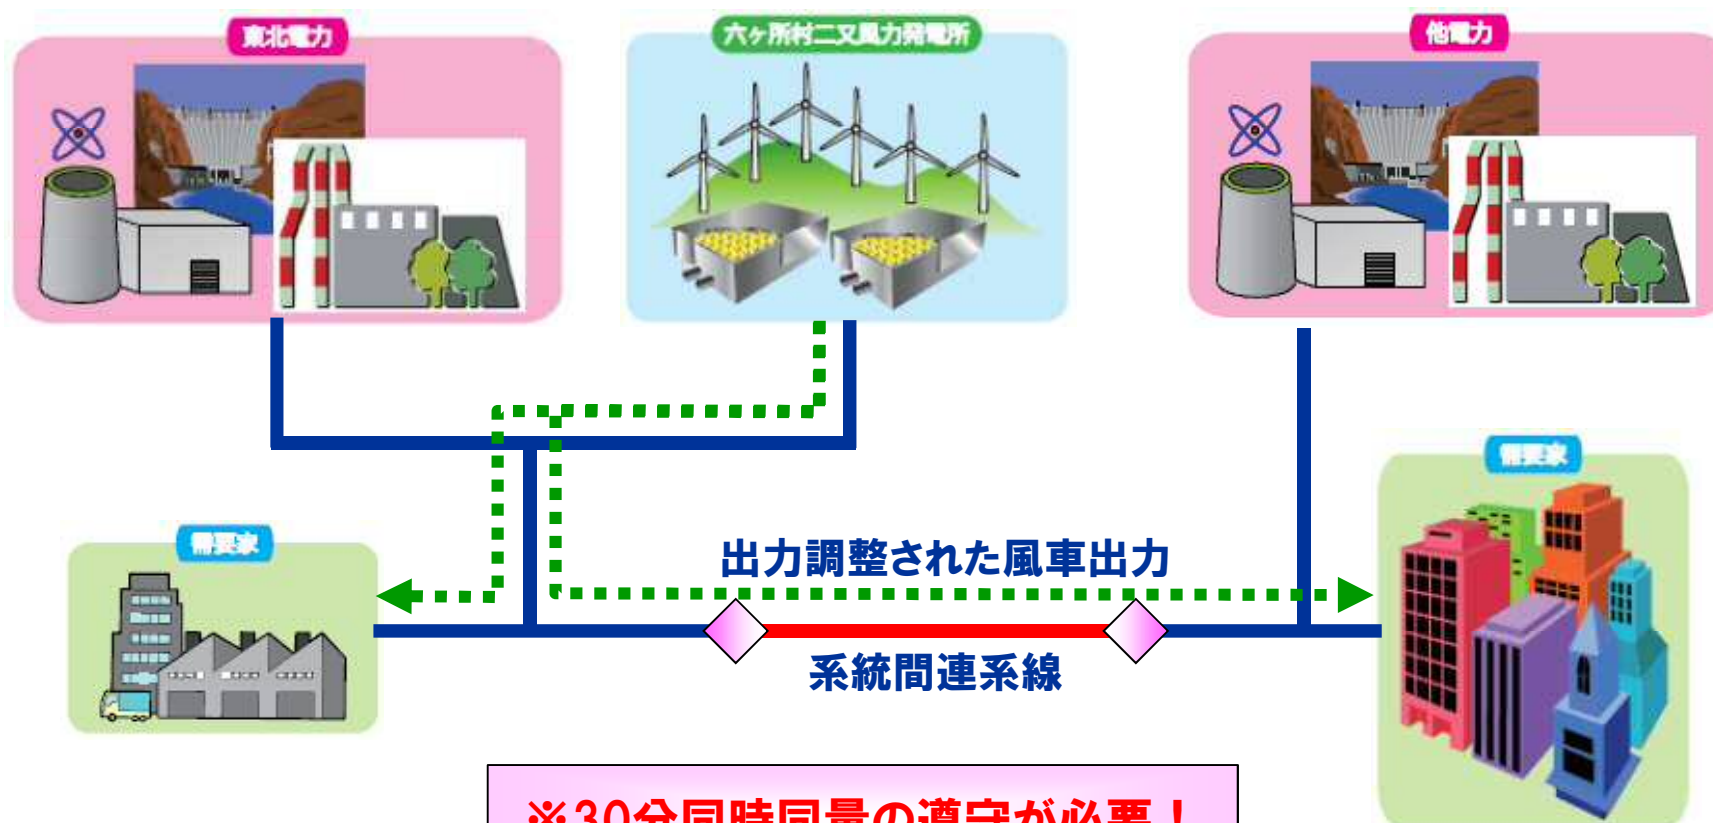 東北電力
六ヶ所村二又風力発電所
他電力
需要家
需要家
出力調整された風車出力
系統間連系線
※30分同時同量の遵守が必要！